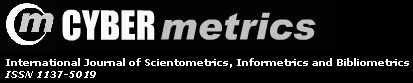 m CYBERmetrics
International Journal of Scientometrics, Informetrics and Bibliometrics
ISSN 1137-5019